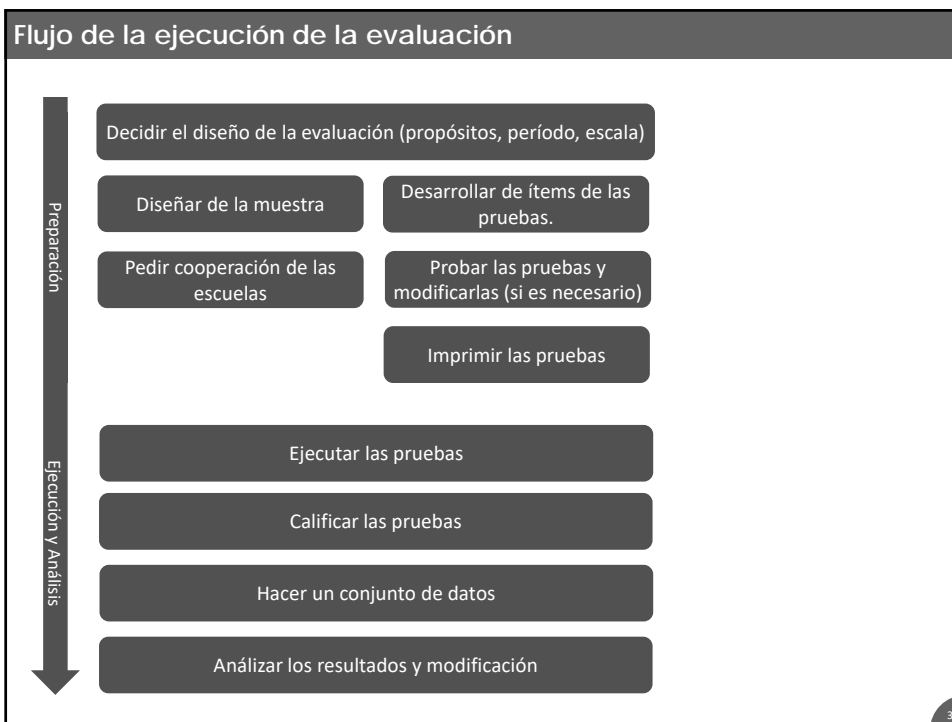 Flujo de la ejecución de la evaluación
Preparación
Decidir el diseño de la evaluación (propósitos, período, escala)
Diseñar de la muestra
Desarrollar de ítems de las
pruebas.
Pedir cooperación de las
escuelas
Probar las pruebas y
modificarlas (si es necesario)
Imprimir las pruebas
Ejecución y Análisis
Ejecutar las pruebas
Calificar las pruebas
Hacer un conjunto de datos
Análizar los resultados y modificación
3